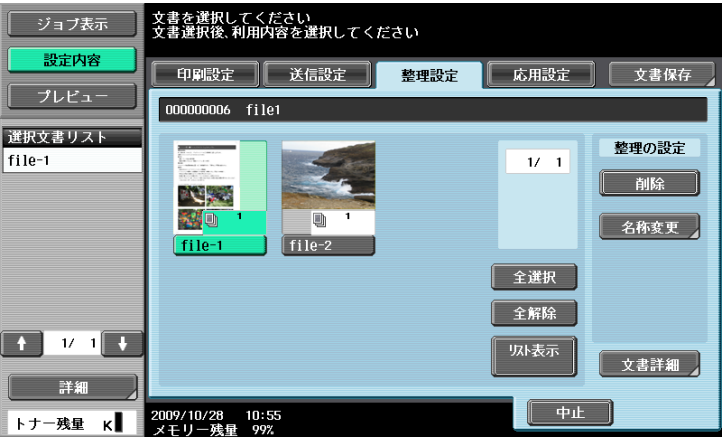 ジョブ表示
設定内容
プレビュー
選択文書リスト
file-1
1/ 1
詳細
トナー残量 K
文書を選択してください
文書選択後､利用内容を選択してください
印刷設定 送信設定 整理設定 応用設定 文書保存
000000006 file1
1
file-1
1
file-2
1/ 1
全選択
全解除
ﾘｽﾄ表示
整理の設定
削除
名称変更
文書詳細
中止
2009/10/28 10:55
メモリー残量 99%